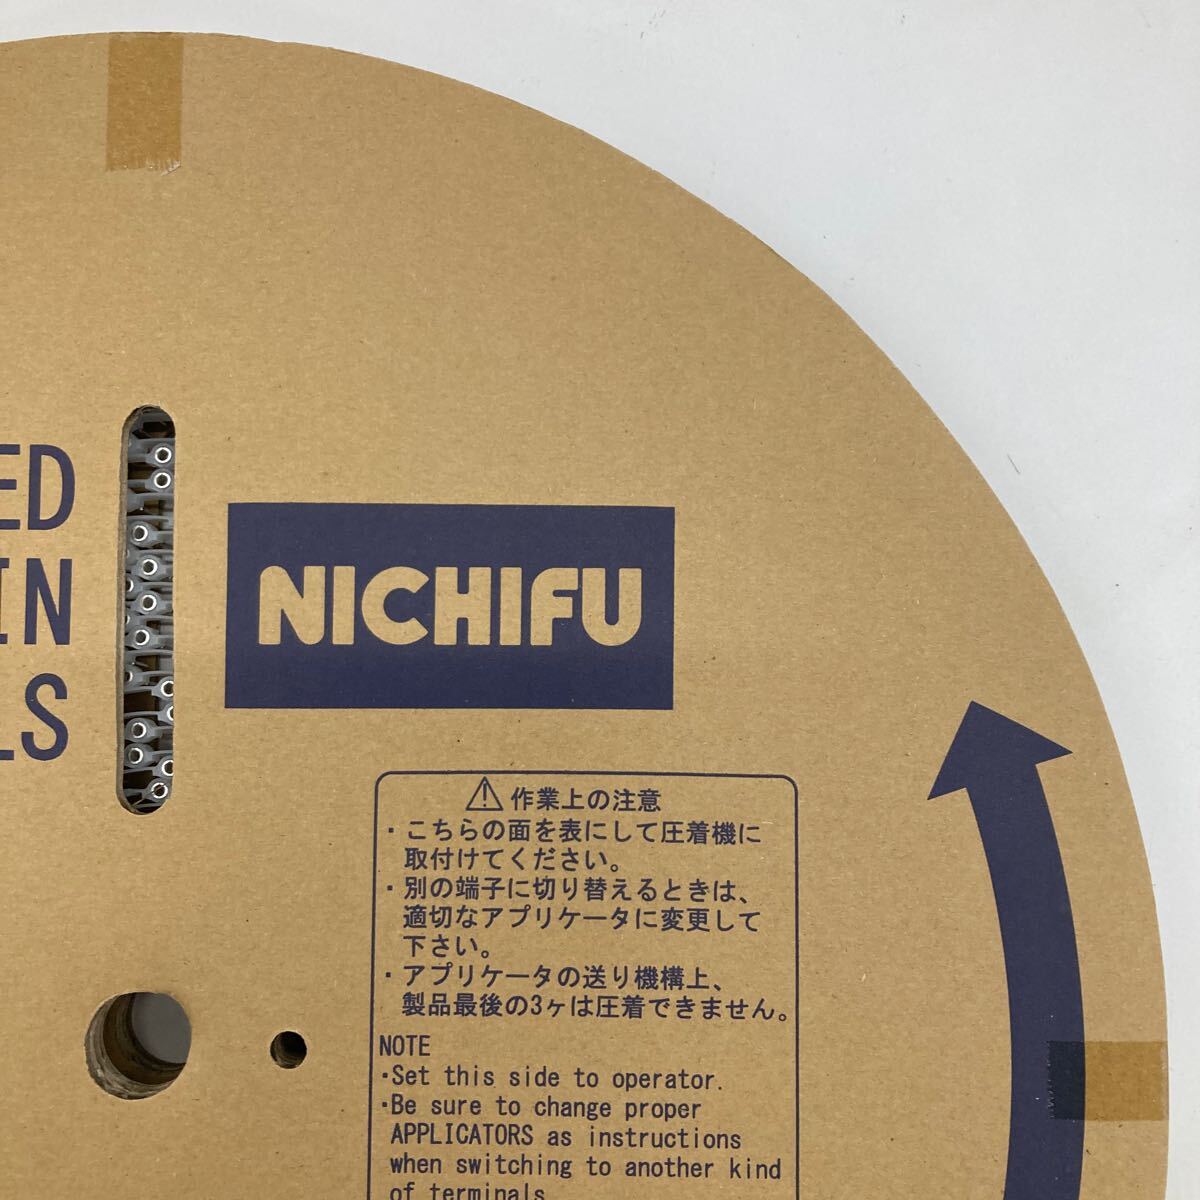 ED
IN
LS
NICHIFU
⚠ 作業上の注意
・こちらの面を表にして圧着機に
取付けてください。
・別の端子に切り替えるときは、
適切なアプリケータに変更して
下さい。
・アプリケータの送り機構上、
製品最後の3ヶは圧着できません。
NOTE
・Set this side to operator.
・Be sure to change proper
APPLICATORS as instructions
when switching to another kind
of terminals